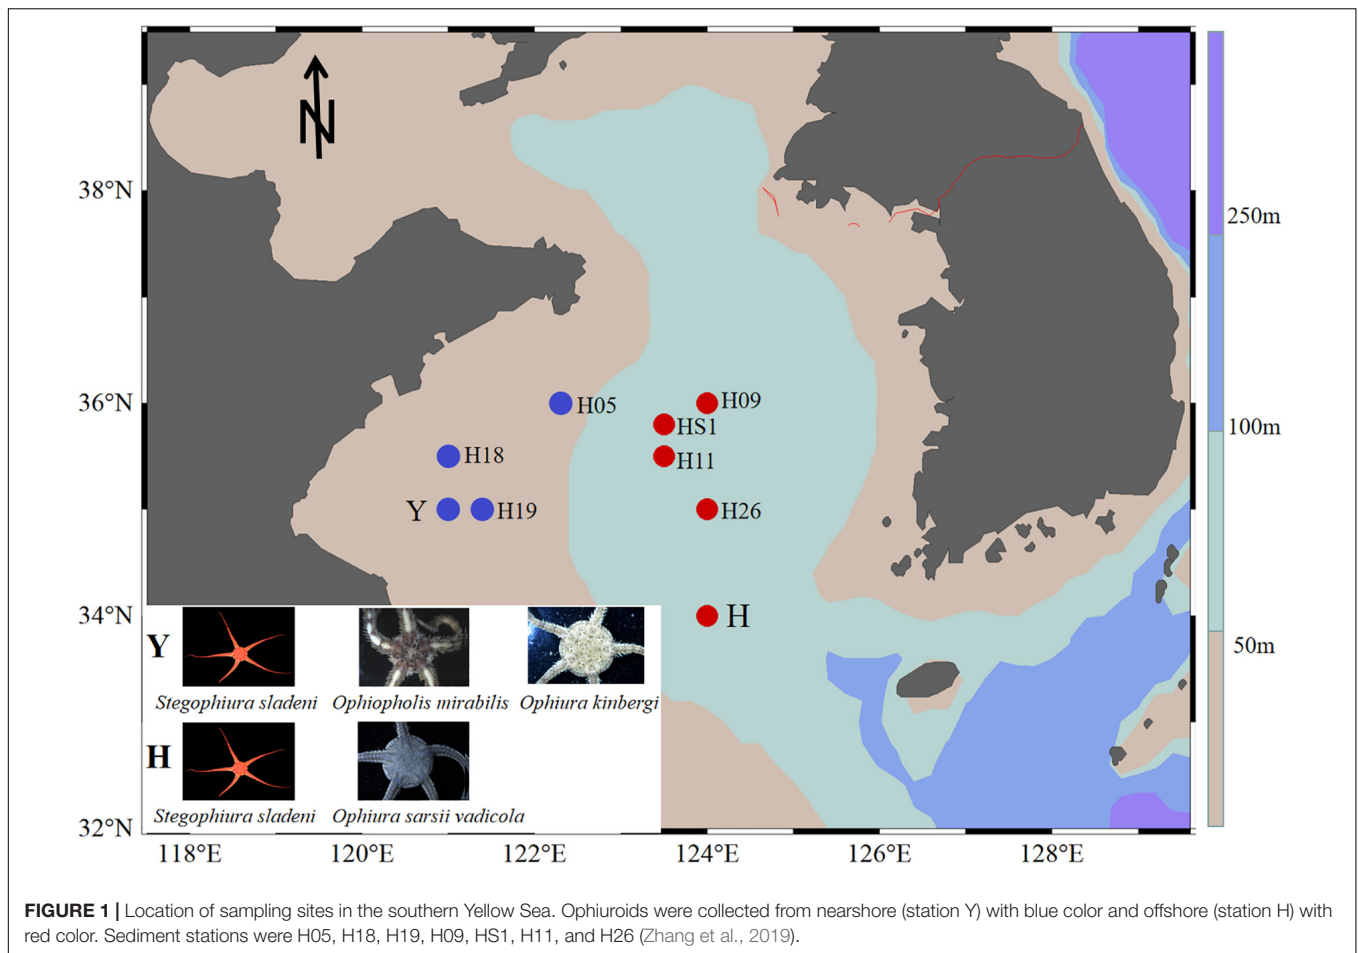 N
38°N
36°N
34°N
32°N
118°E
120°E
122°E
124°E
126°E
128°E
250m
100m
50m
H05
H09
HS1
H18
H11
Y
H19
H26
H
Y
Stegophiura sladeni
Ophiopholis mirabilis
Ophiura kinbergi
H
Stegophiura sladeni
Ophiura sarsii vadicola
FIGURE 1 | Location of sampling sites in the southern Yellow Sea. Ophiuroids were collected from nearshore (station Y) with blue color and offshore (station H) with
red color. Sediment stations were H05, H18, H19, H09, HS1, H11, and H26 (Zhang et al., 2019).